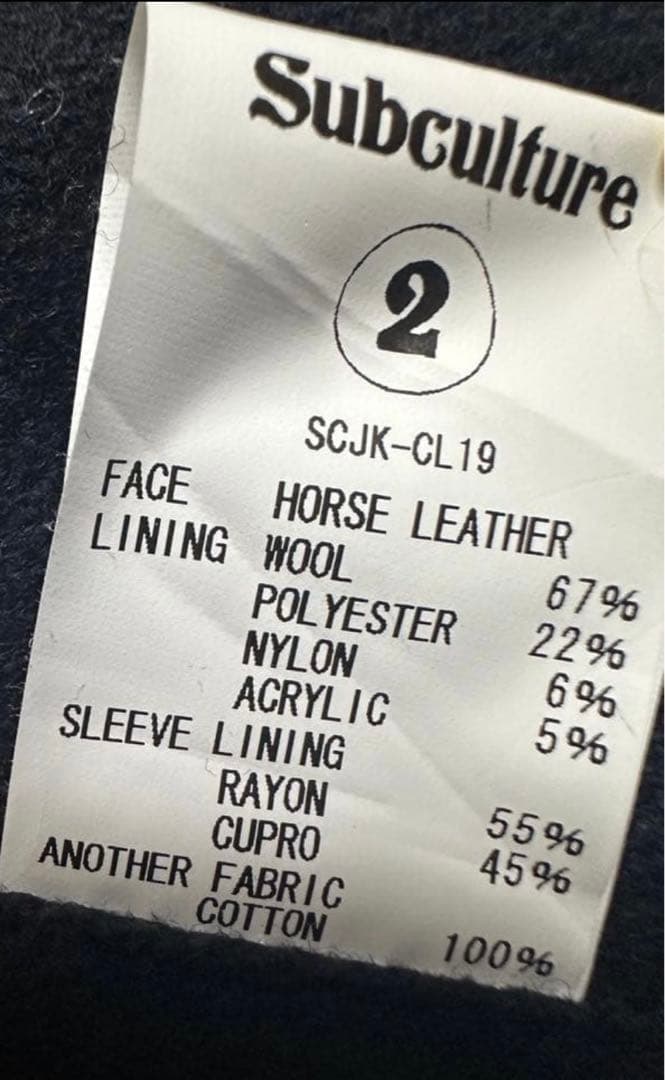 Subculture
2
SCJK-CL19
FACE HORSE LEATHER
LINING WOOL 67%
POLYESTER 22%
NYLON 6%
ACRYLIC 5%
SLEEVE LINING
RAYON 55%
CUPRO 45%
ANOTHER FABRIC
COTTON 100%